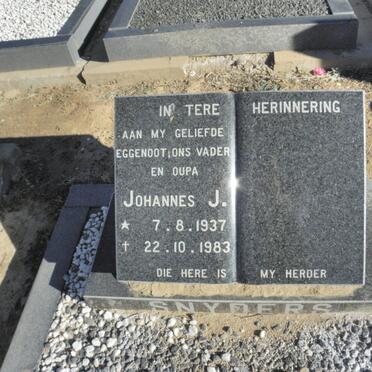 IN TERE HERINNERING
AAN MY GELIEFDE
EGGENOOT, ONS VADER
EN OUPA
JOHANNES J.
★ 7.8.1937
† 22.10.1983
DIE HERE IS MY HERDER
SNYDERS